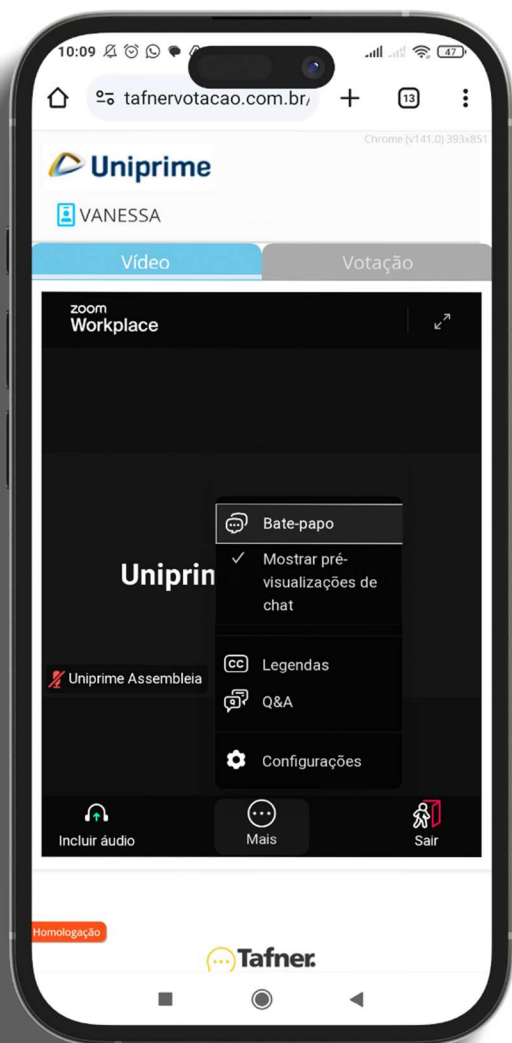 10:09
47
tafnervotacao.com.br/
13
Chrome (v141.0) 393x851
Uniprime
VANESSA
Vídeo
Votação
zoom
Workplace
Bate-papo
Mostrar pré-
visualizações de
chat
Uniprin
CC
Legendas
Uniprime Assembleia
Q&A
Configurações
Incluir áudio
Mais
Sair
Homologação
Tafner